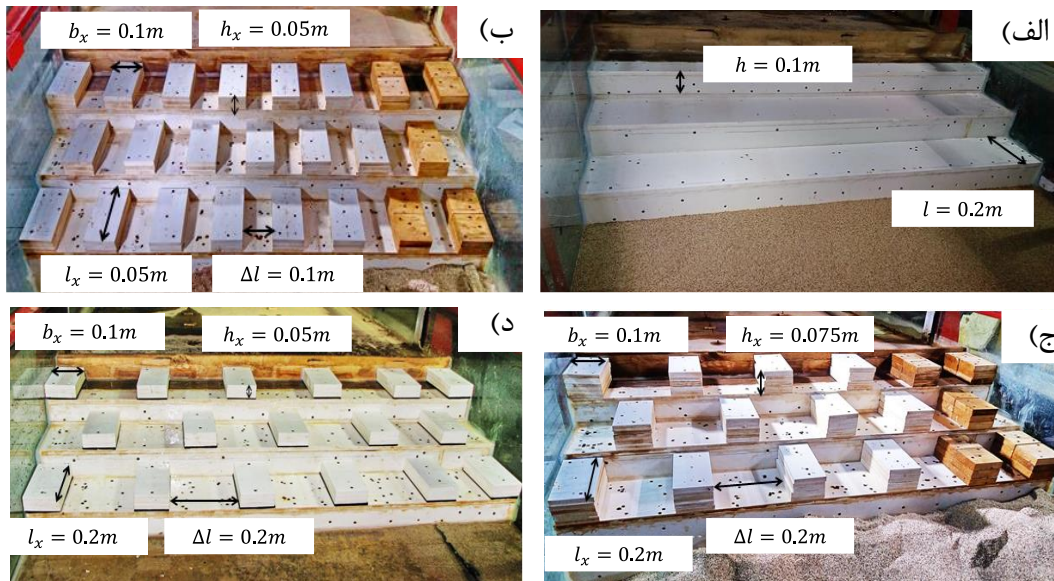 الف)
h = 0.1m
l = 0.2m
ب)
b_x = 0.1m
h_x = 0.05m
l_x = 0.05m
Δl = 0.1m
ج)
b_x = 0.1m
h_x = 0.075m
l_x = 0.2m
Δl = 0.2m
د)
b_x = 0.1m
h_x = 0.05m
l_x = 0.2m
Δl = 0.2m